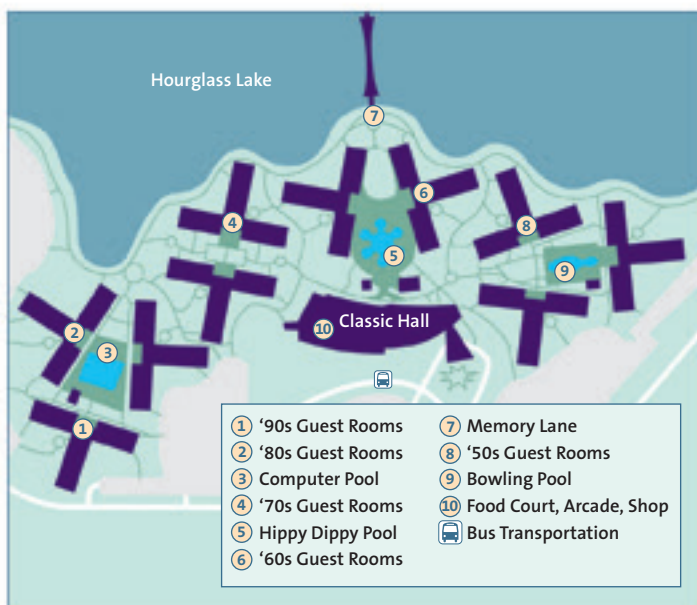 Hourglass Lake
7
6
4
8
5
9
10 Classic Hall
2
3
1
1 ‘90s Guest Rooms
2 ‘80s Guest Rooms
3 Computer Pool
4 ‘70s Guest Rooms
5 Hippy Dippy Pool
6 ‘60s Guest Rooms
7 Memory Lane
8 ‘50s Guest Rooms
9 Bowling Pool
10 Food Court, Arcade, Shop
Bus Transportation